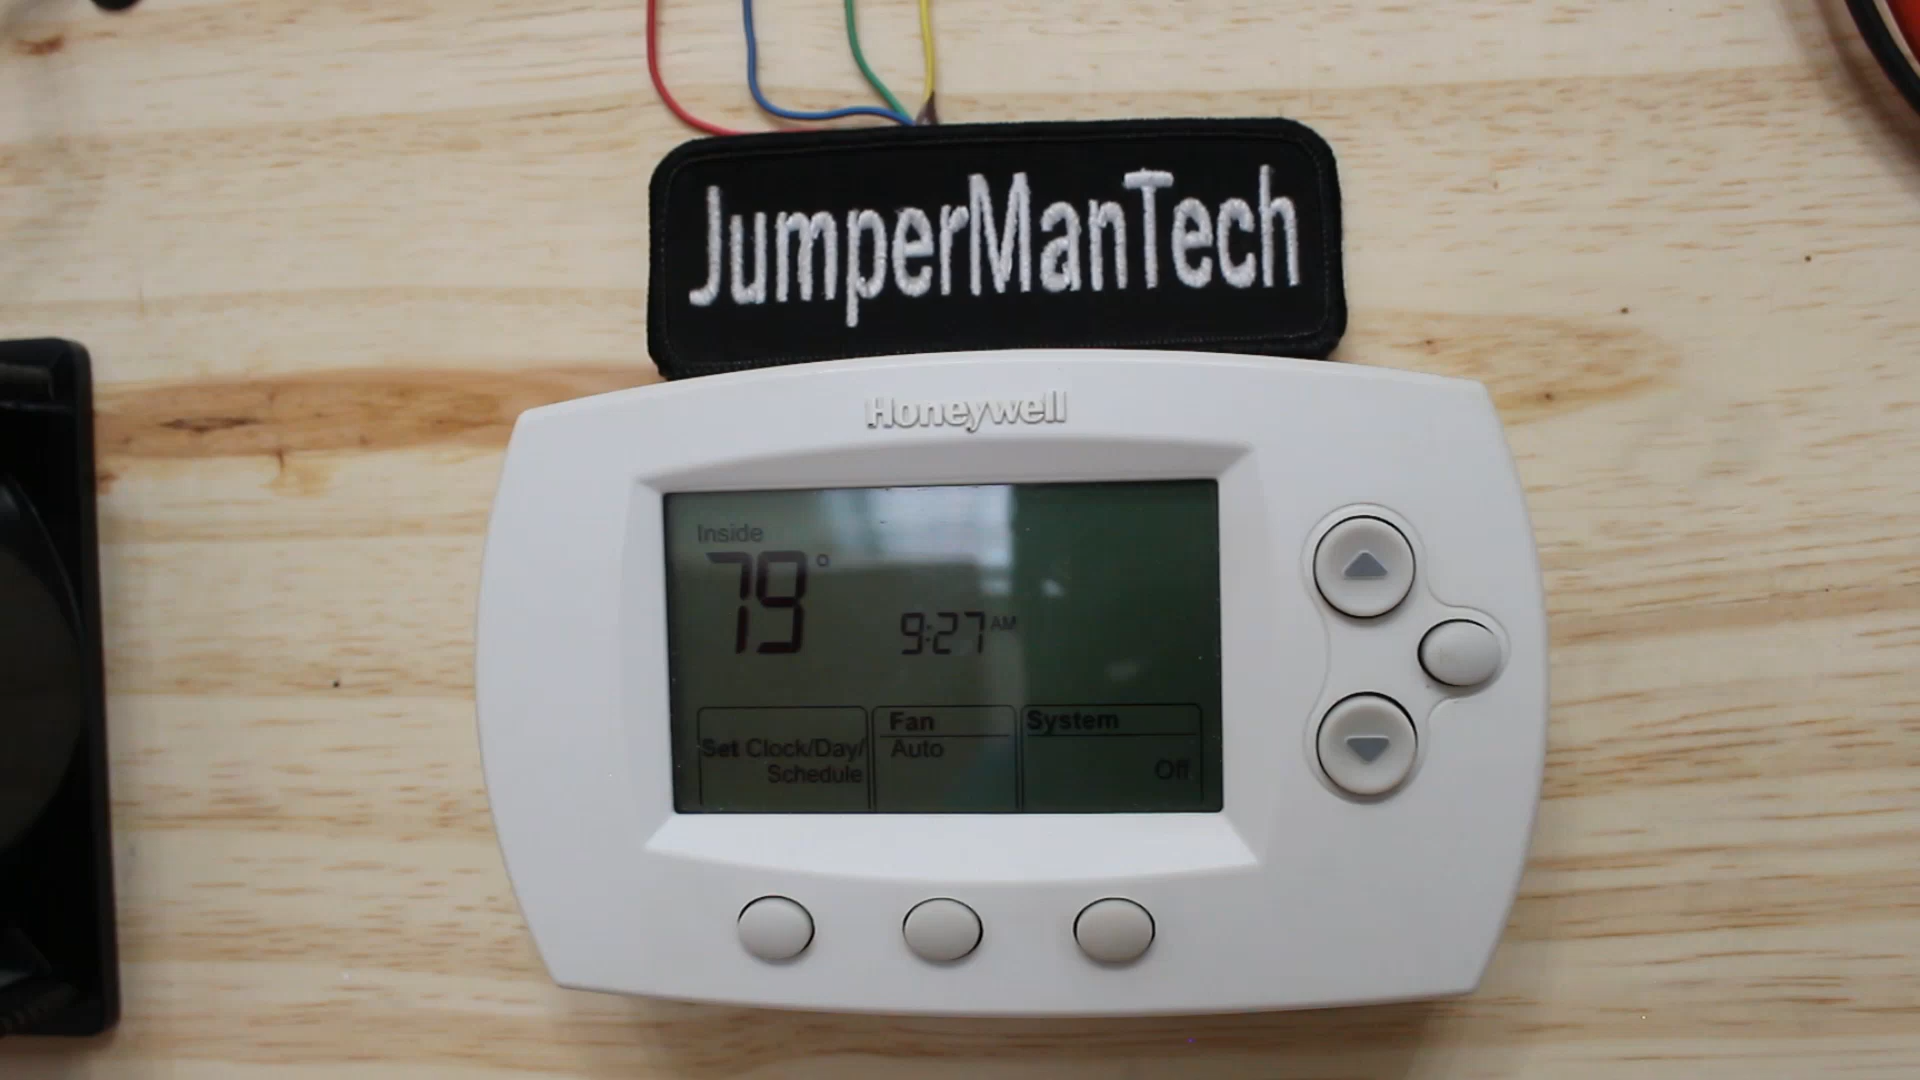 JumperManTech
Honeywell
Inside
79°
9:27 AM
Set Clock/Day/
Schedule
Fan
Auto
System
Off